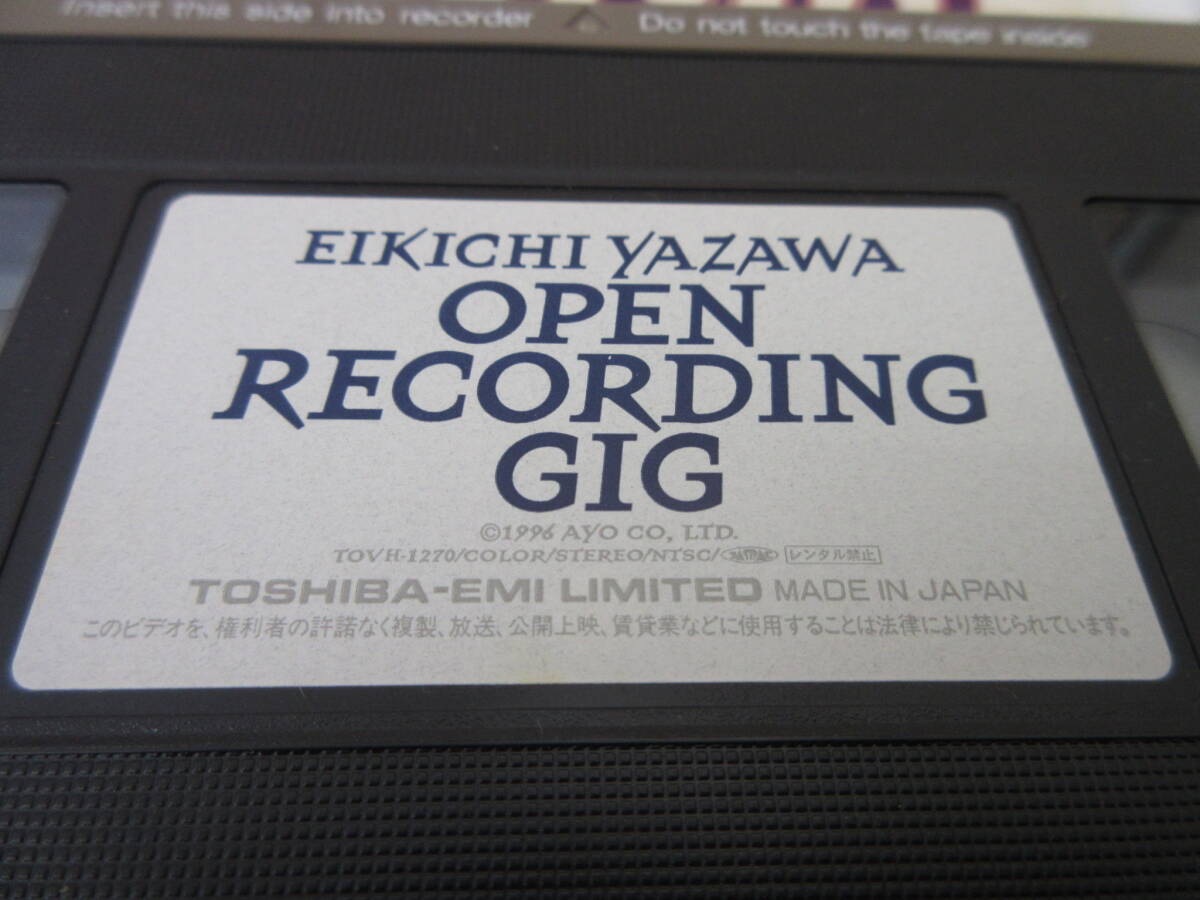 Insert this side into recorder △ Do not touch the tape inside
EIKICHI YAZAWA
OPEN
RECORDING
GIG
©1996 AYO CO, LTD.
TOVH-1270/COLOR/STEREO/NTSC/ レンタル禁止
TOSHIBA-EMI LIMITED MADE IN JAPAN
このビデオを、権利者の許諾なく複製、放送、公開上映、賃貸業などに使用することは法律により禁じられています。